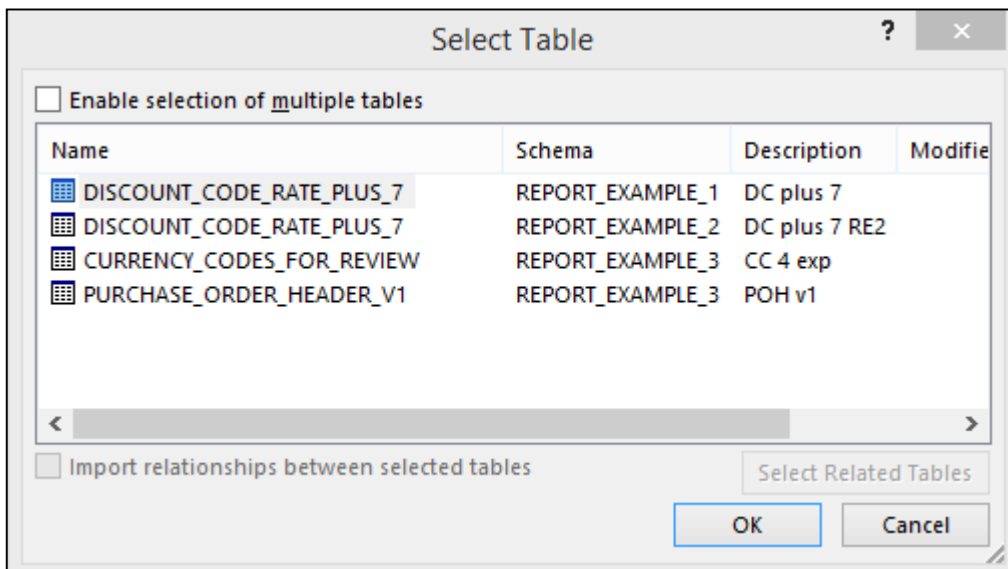 Select Table
?
Enable selection of multiple tables
Name Schema Description Modifie
DISCOUNT_CODE_RATE_PLUS_7 REPORT_EXAMPLE_1 DC plus 7
DISCOUNT_CODE_RATE_PLUS_7 REPORT_EXAMPLE_2 DC plus 7 RE2
CURRENCY_CODES_FOR_REVIEW REPORT_EXAMPLE_3 CC 4 exp
PURCHASE_ORDER_HEADER_V1 REPORT_EXAMPLE_3 POH v1
Import relationships between selected tables
Select Related Tables
OK Cancel